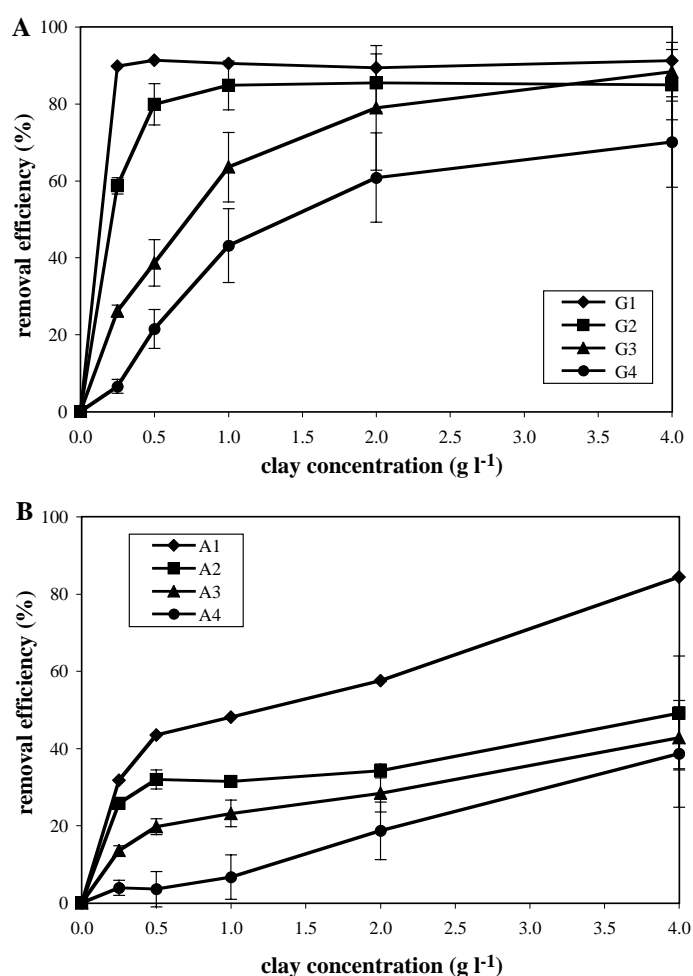 A
100
80
60
40
20
0
removal efficiency (%)
G1
G2
G3
G4
0.0 0.5 1.0 1.5 2.0 2.5 3.0 3.5 4.0
clay concentration (g l-1)
B
100
80
60
40
20
0
removal efficiency (%)
A1
A2
A3
A4
0.0 0.5 1.0 1.5 2.0 2.5 3.0 3.5 4.0
clay concentration (g l-1)